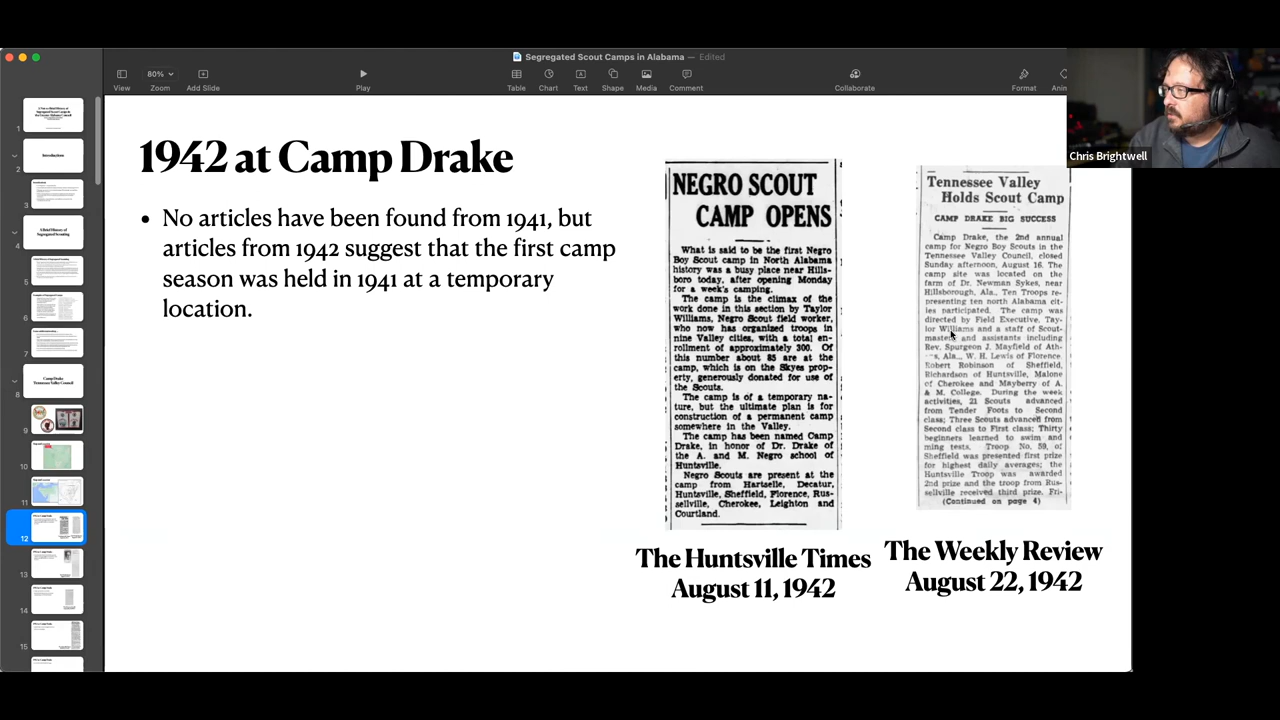 Segregated Scout Camps in Alabama — Edited
80%
View
Zoom
Add Slide
Play
Table
Chart
Text
Shape
Media
Comment
Collaborate
Format
Chris Brightwell
1
2
3
4
5
6
7
8
9
10
11
12
13
14
15
Introduction
1942 at Camp Drake
• No articles have been found from 1941, but
articles from 1942 suggest that the first camp
season was held in 1941 at a temporary
location.
NEGRO SCOUT
CAMP OPENS
What is said to be the first Negro
Boy Scout camp in North Alabama
history was a busy place near Hills-
boro today, after opening Monday
for a week's camping.
The camp is the climax of the
work done in this section by Taylor
Williams, Negro Scout field worker,
who now has organized troops in
nine Valley cities, with a total en-
rollment of approximately 300. Of
this number about 85 are at the
camp, which is on the Skyes prop-
erty, generously donated for use of
the Scouts.
The camp is of a temporary na-
ture, but the ultimate plan is for
construction of a permanent camp
somewhere in the Valley.
The camp has been named Camp
Drake, in honor of Dr. Drake of
the A. and M. Negro school of
Huntsville.
Negro Scouts are present at the
camp from Hartselle, Decatur,
Huntsville, Sheffield, Florence, Rus-
sellville, Cherokee, Leighton and
Courtland.
The Huntsville Times
August 11, 1942
Tennessee Valley
Holds Scout Camp
CAMP DRAKE BIG SUCCESS
Camp Drake, the 2nd annual
camp for Negro Boy Scouts in the
Tennessee Valley Council, closed
Sunday afternoon, August 16. The
camp site was located on the
farm of Dr. Newman Sykes, near
Hillsborough, Ala., Ten Troops re-
presenting ten north Alabama cit-
ies participated. The camp was
directed by Field Executive, Tay-
lor Williams and a staff of Scout-
masters and assistants including
Rev. Spurgeon J. Mayfield of Ath-
Ala., W. H. Lewis of Florence.
Robert Robinson of Sheffield,
Richardson of Huntsville, Malone
of Cherokee and Mayberry of A.
& M. College. During the week
activities, 21 Scouts advanced
from Tender Foots to Second
class; Three Scouts advanced from
Second class to First class; Thirty
beginners learned to swim and
ming tests. Troop No. 59, of
Sheffield was presented first prize
for highest daily averages; the
Huntsville Troop was awarded
2nd prize and the troop from Rus-
sellville received third prize. Fri-
(Continued on page 4)
The Weekly Review
August 22, 1942